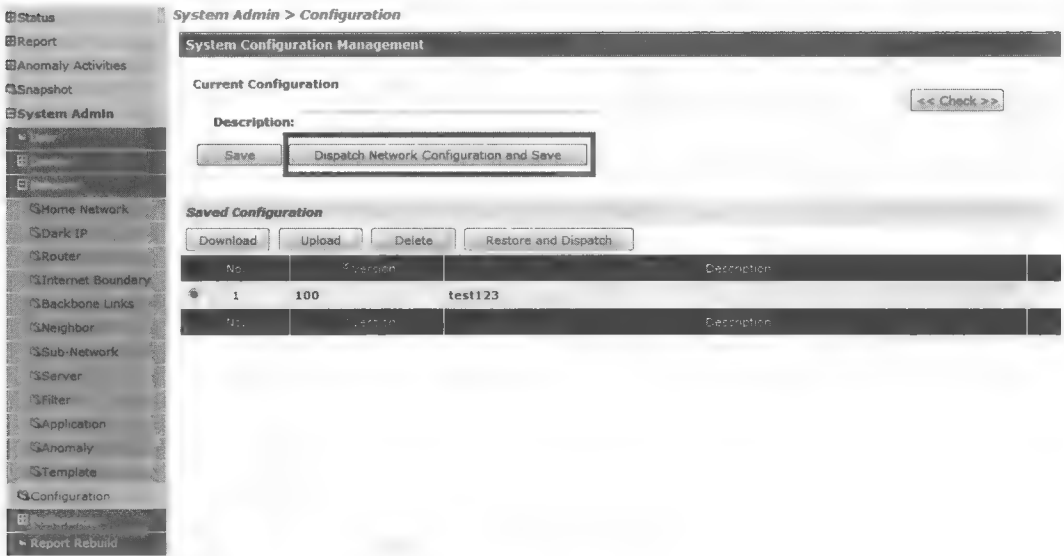 Status
Report
Anomaly Activities
Snapshot
System Admin
Home Network
Dark IP
Router
Internet Boundary
Backbone Links
Neighbor
Sub-Network
Server
Filter
Application
Anomaly
Template
Configuration
Report Rebuild
System Admin > Configuration
System Configuration Management
Current Configuration
<< Check >>
Description:
Save Dispatch Network Configuration and Save
Saved Configuration
Download Upload Delete Restore and Dispatch
No. Description
1 100 test123
No. Description